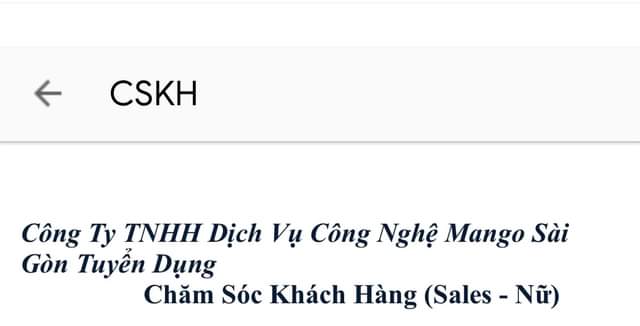 CSKH
Công Ty TNHH Dịch Vụ Công Nghệ Mango Sài
Gòn Tuyển Dụng
Chăm Sóc Khách Hàng (Sales - Nữ)